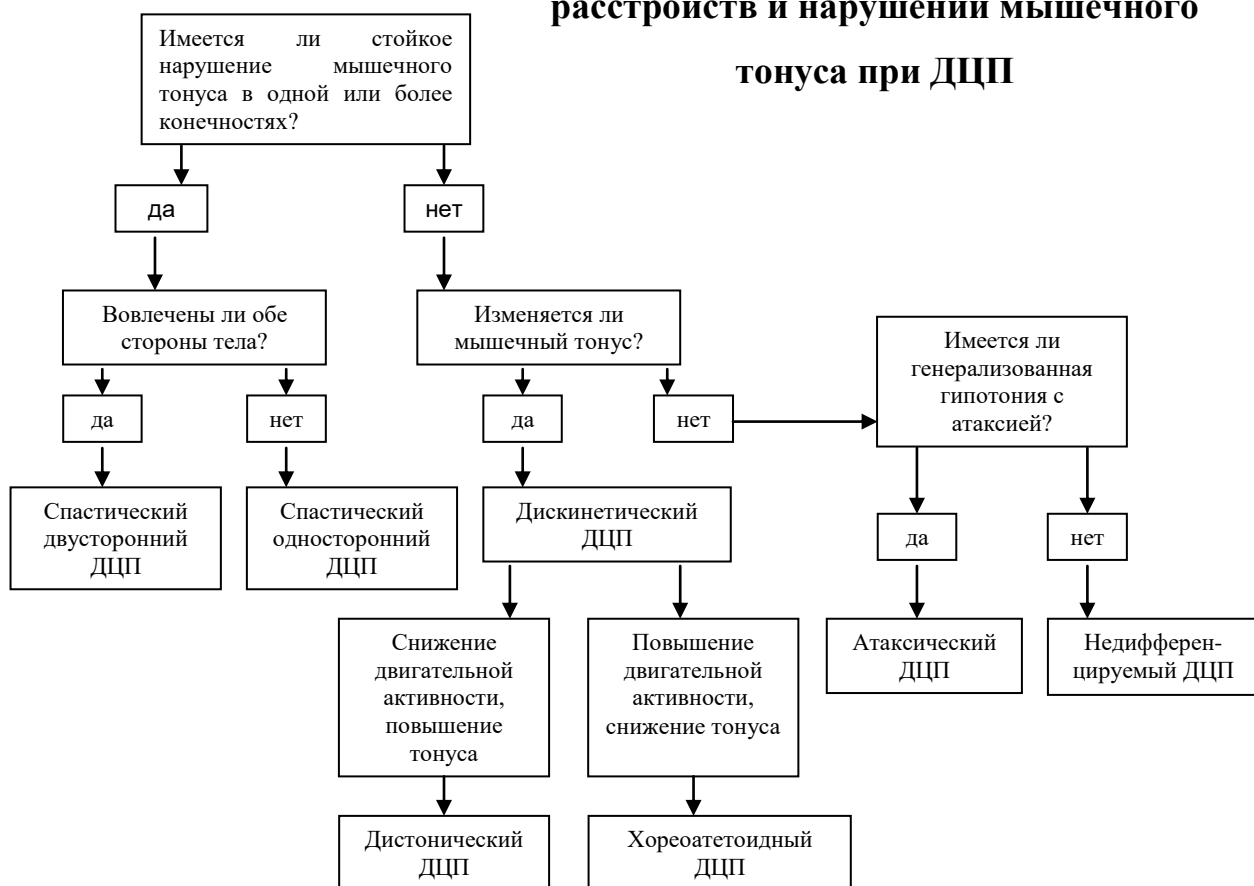 расстройств и нарушений мышечного
тонуса при ДЦП
Имеется ли стойкое
нарушение мышечного
тонуса в одной или более
конечностях?
да
нет
Вовлечены ли обе
стороны тела?
Изменяется ли
мышечный тонус?
Имеется ли
генерализованная
гипотония с
атаксией?
да
нет
да
нет
Спастический
двусторонний
ДЦП
Спастический
односторонний
ДЦП
Дискинетический
ДЦП
да
нет
Снижение
двигательной
активности,
повышение
тонуса
Повышение
двигательной
активности,
снижение тонуса
Атаксический
ДЦП
Недифферен-
цируемый ДЦП
Дистонический
ДЦП
Хореоатетоидный
ДЦП